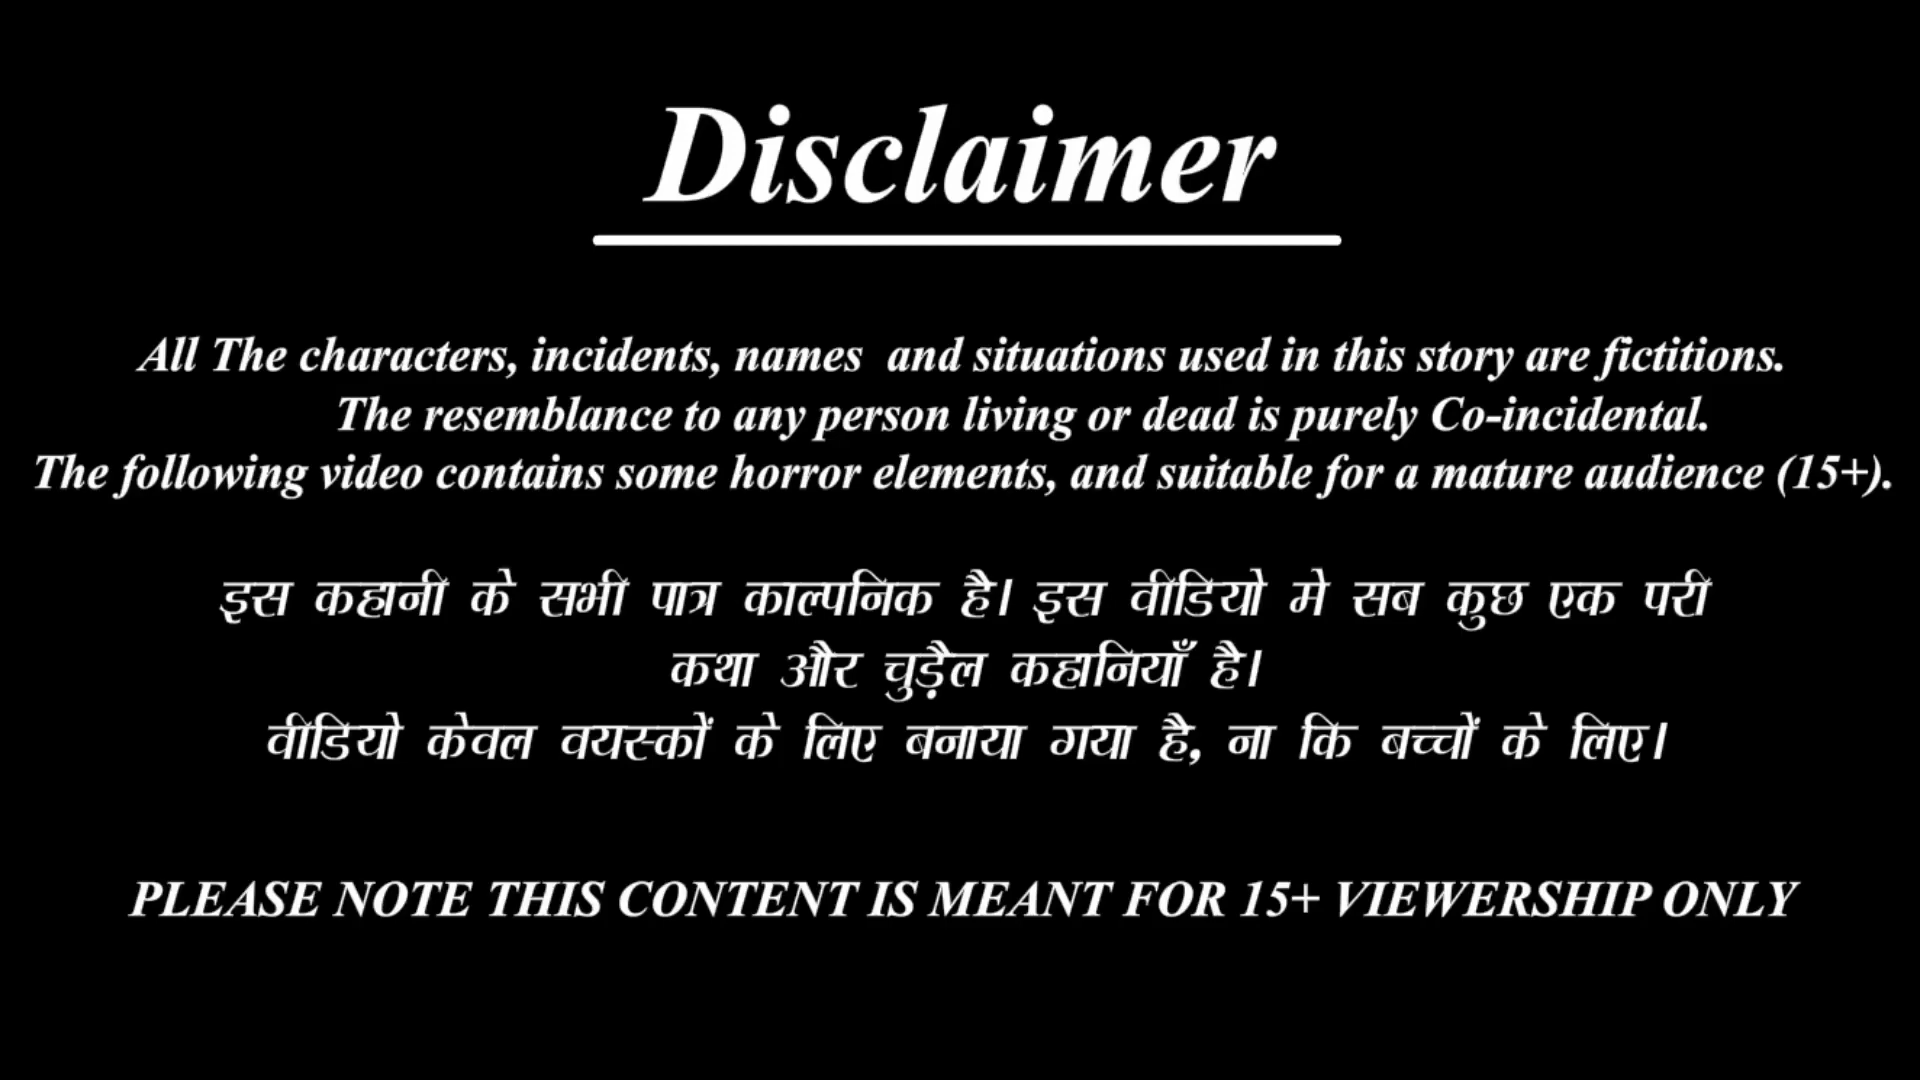 Disclaimer
All The characters, incidents, names and situations used in this story are fictitions.
The resemblance to any person living or dead is purely Co-incidental.
The following video contains some horror elements, and suitable for a mature audience (15+).
इस कहानी के सभी पात्र काल्पनिक है। इस वीडियो मे सब कुछ एक परी
कथा और चुड़ैल कहानियाँ है।
वीडियो केवल वयस्कों के लिए बनाया गया है, ना कि बच्चों के लिए।
PLEASE NOTE THIS CONTENT IS MEANT FOR 15+ VIEWERSHIP ONLY